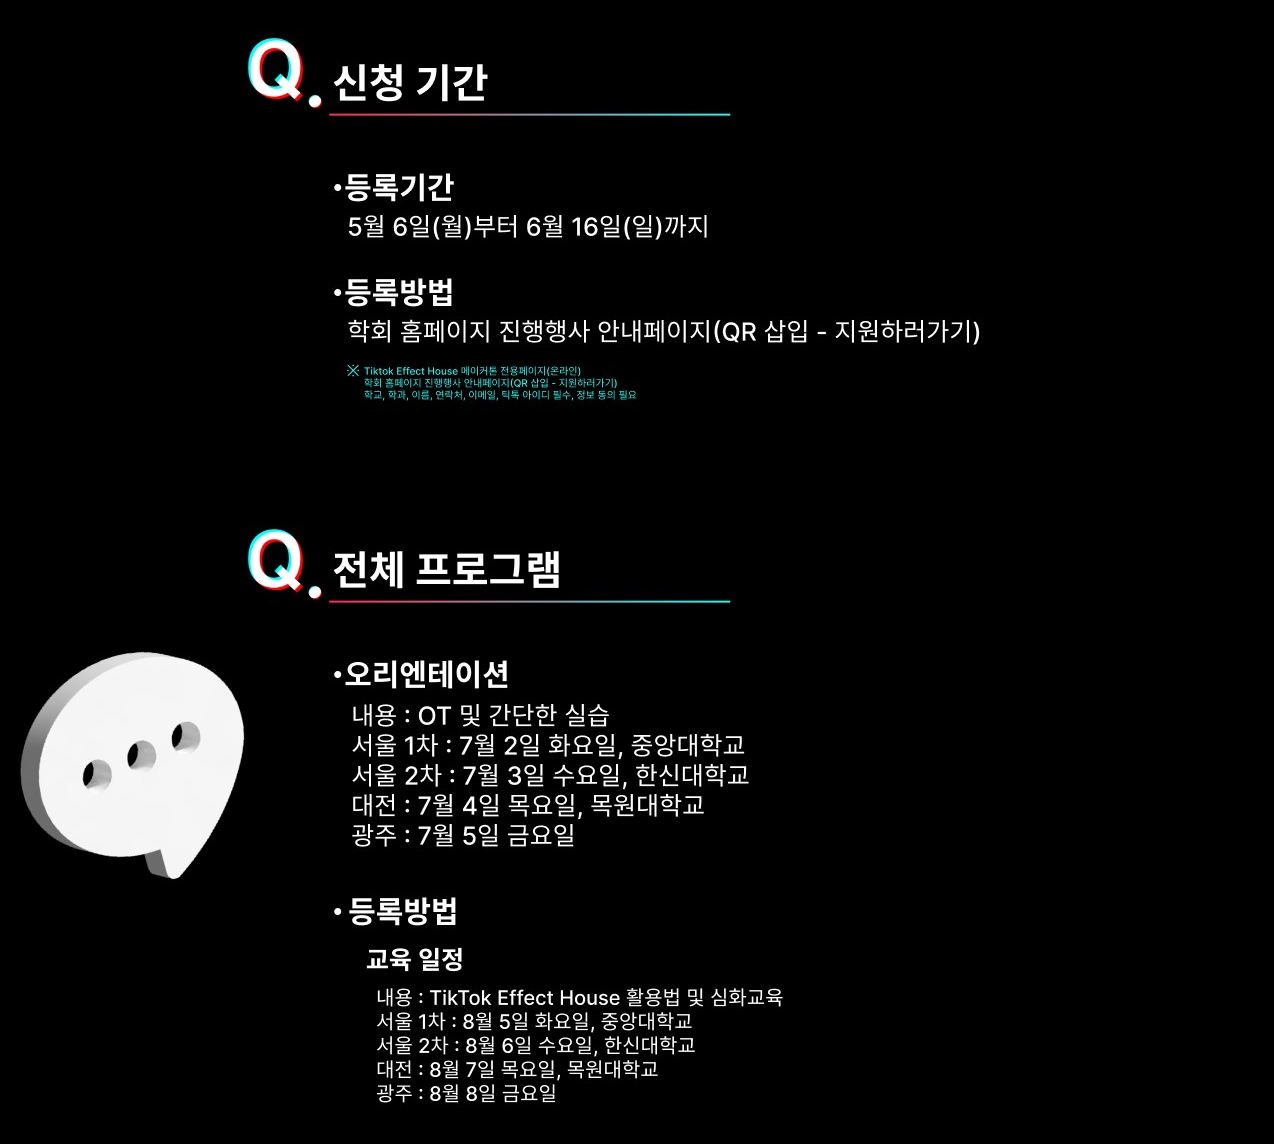 Q. 신청 기간
•등록기간
5월 6일(월)부터 6월 16일(일)까지
•등록방법
학회 홈페이지 진행행사 안내페이지(QR 삽입 - 지원하러가기)
※ Tiktok Effect House 메이커톤 전용페이지(온라인)
학회 홈페이지 진행행사 안내페이지(QR 삽입 - 지원하러가기)
학교, 학과, 이름, 연락처, 이메일, 틱톡 아이디 필수, 정보 동의 필요
Q. 전체 프로그램
•오리엔테이션
내용 : OT 및 간단한 실습
서울 1차 : 7월 2일 화요일, 중앙대학교
서울 2차 : 7월 3일 수요일, 한신대학교
대전 : 7월 4일 목요일, 목원대학교
광주 : 7월 5일 금요일
• 등록방법
교육 일정
내용 : TikTok Effect House 활용법 및 심화교육
서울 1차 : 8월 5일 화요일, 중앙대학교
서울 2차 : 8월 6일 수요일, 한신대학교
대전 : 8월 7일 목요일, 목원대학교
광주 : 8월 8일 금요일